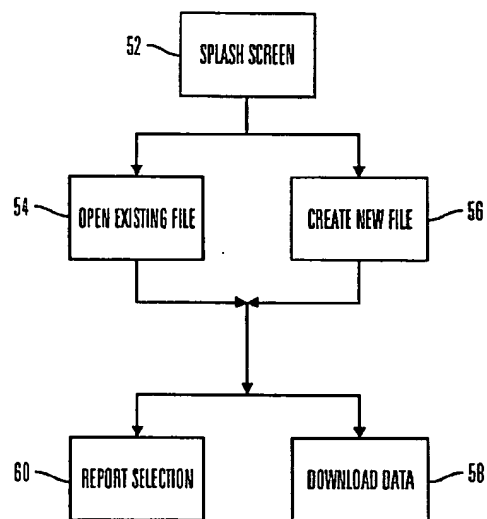 52
SPLASH SCREEN
54
OPEN EXISTING FILE
CREATE NEW FILE
56
60
REPORT SELECTION
DOWNLOAD DATA
58